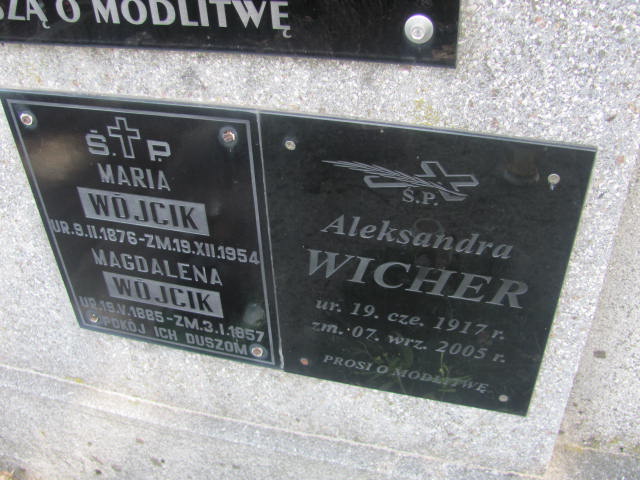 SZĄ O MODLITWĘ
Ś. P.
MARIA
WÓJCIK
UR.9.II.1876-ZM.19.XII.1954
MAGDALENA
WÓJCIK
UR.19.V.1885-ZM.3.I.1957
POKÓJ ICH DUSZOM
Ś.P.
Aleksandra
WICHER
ur. 19. cze. 1917 r.
zm. 07. wrz. 2005 r.
PROSI O MODLITWĘ